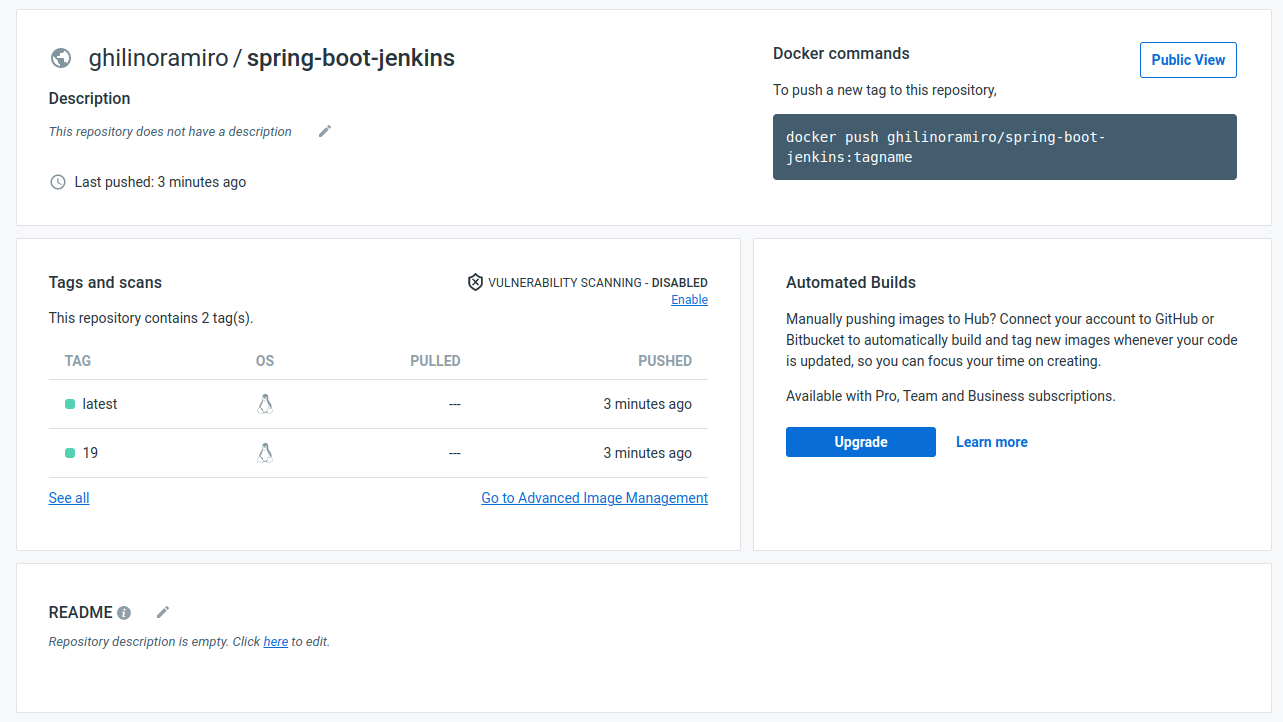 ghilinoramiro / spring-boot-jenkins
Description
This repository does not have a description
Last pushed: 3 minutes ago
Docker commands
Public View
To push a new tag to this repository,
docker push ghilinoramiro/spring-boot-
jenkins:tagname
Tags and scans
VULNERABILITY SCANNING - DISABLED
Enable
This repository contains 2 tag(s).
TAG OS PULLED PUSHED
latest --- 3 minutes ago
19 --- 3 minutes ago
See all Go to Advanced Image Management
Automated Builds
Manually pushing images to Hub? Connect your account to GitHub or
Bitbucket to automatically build and tag new images whenever your code
is updated, so you can focus your time on creating.
Available with Pro, Team and Business subscriptions.
Upgrade Learn more
README
Repository description is empty. Click here to edit.